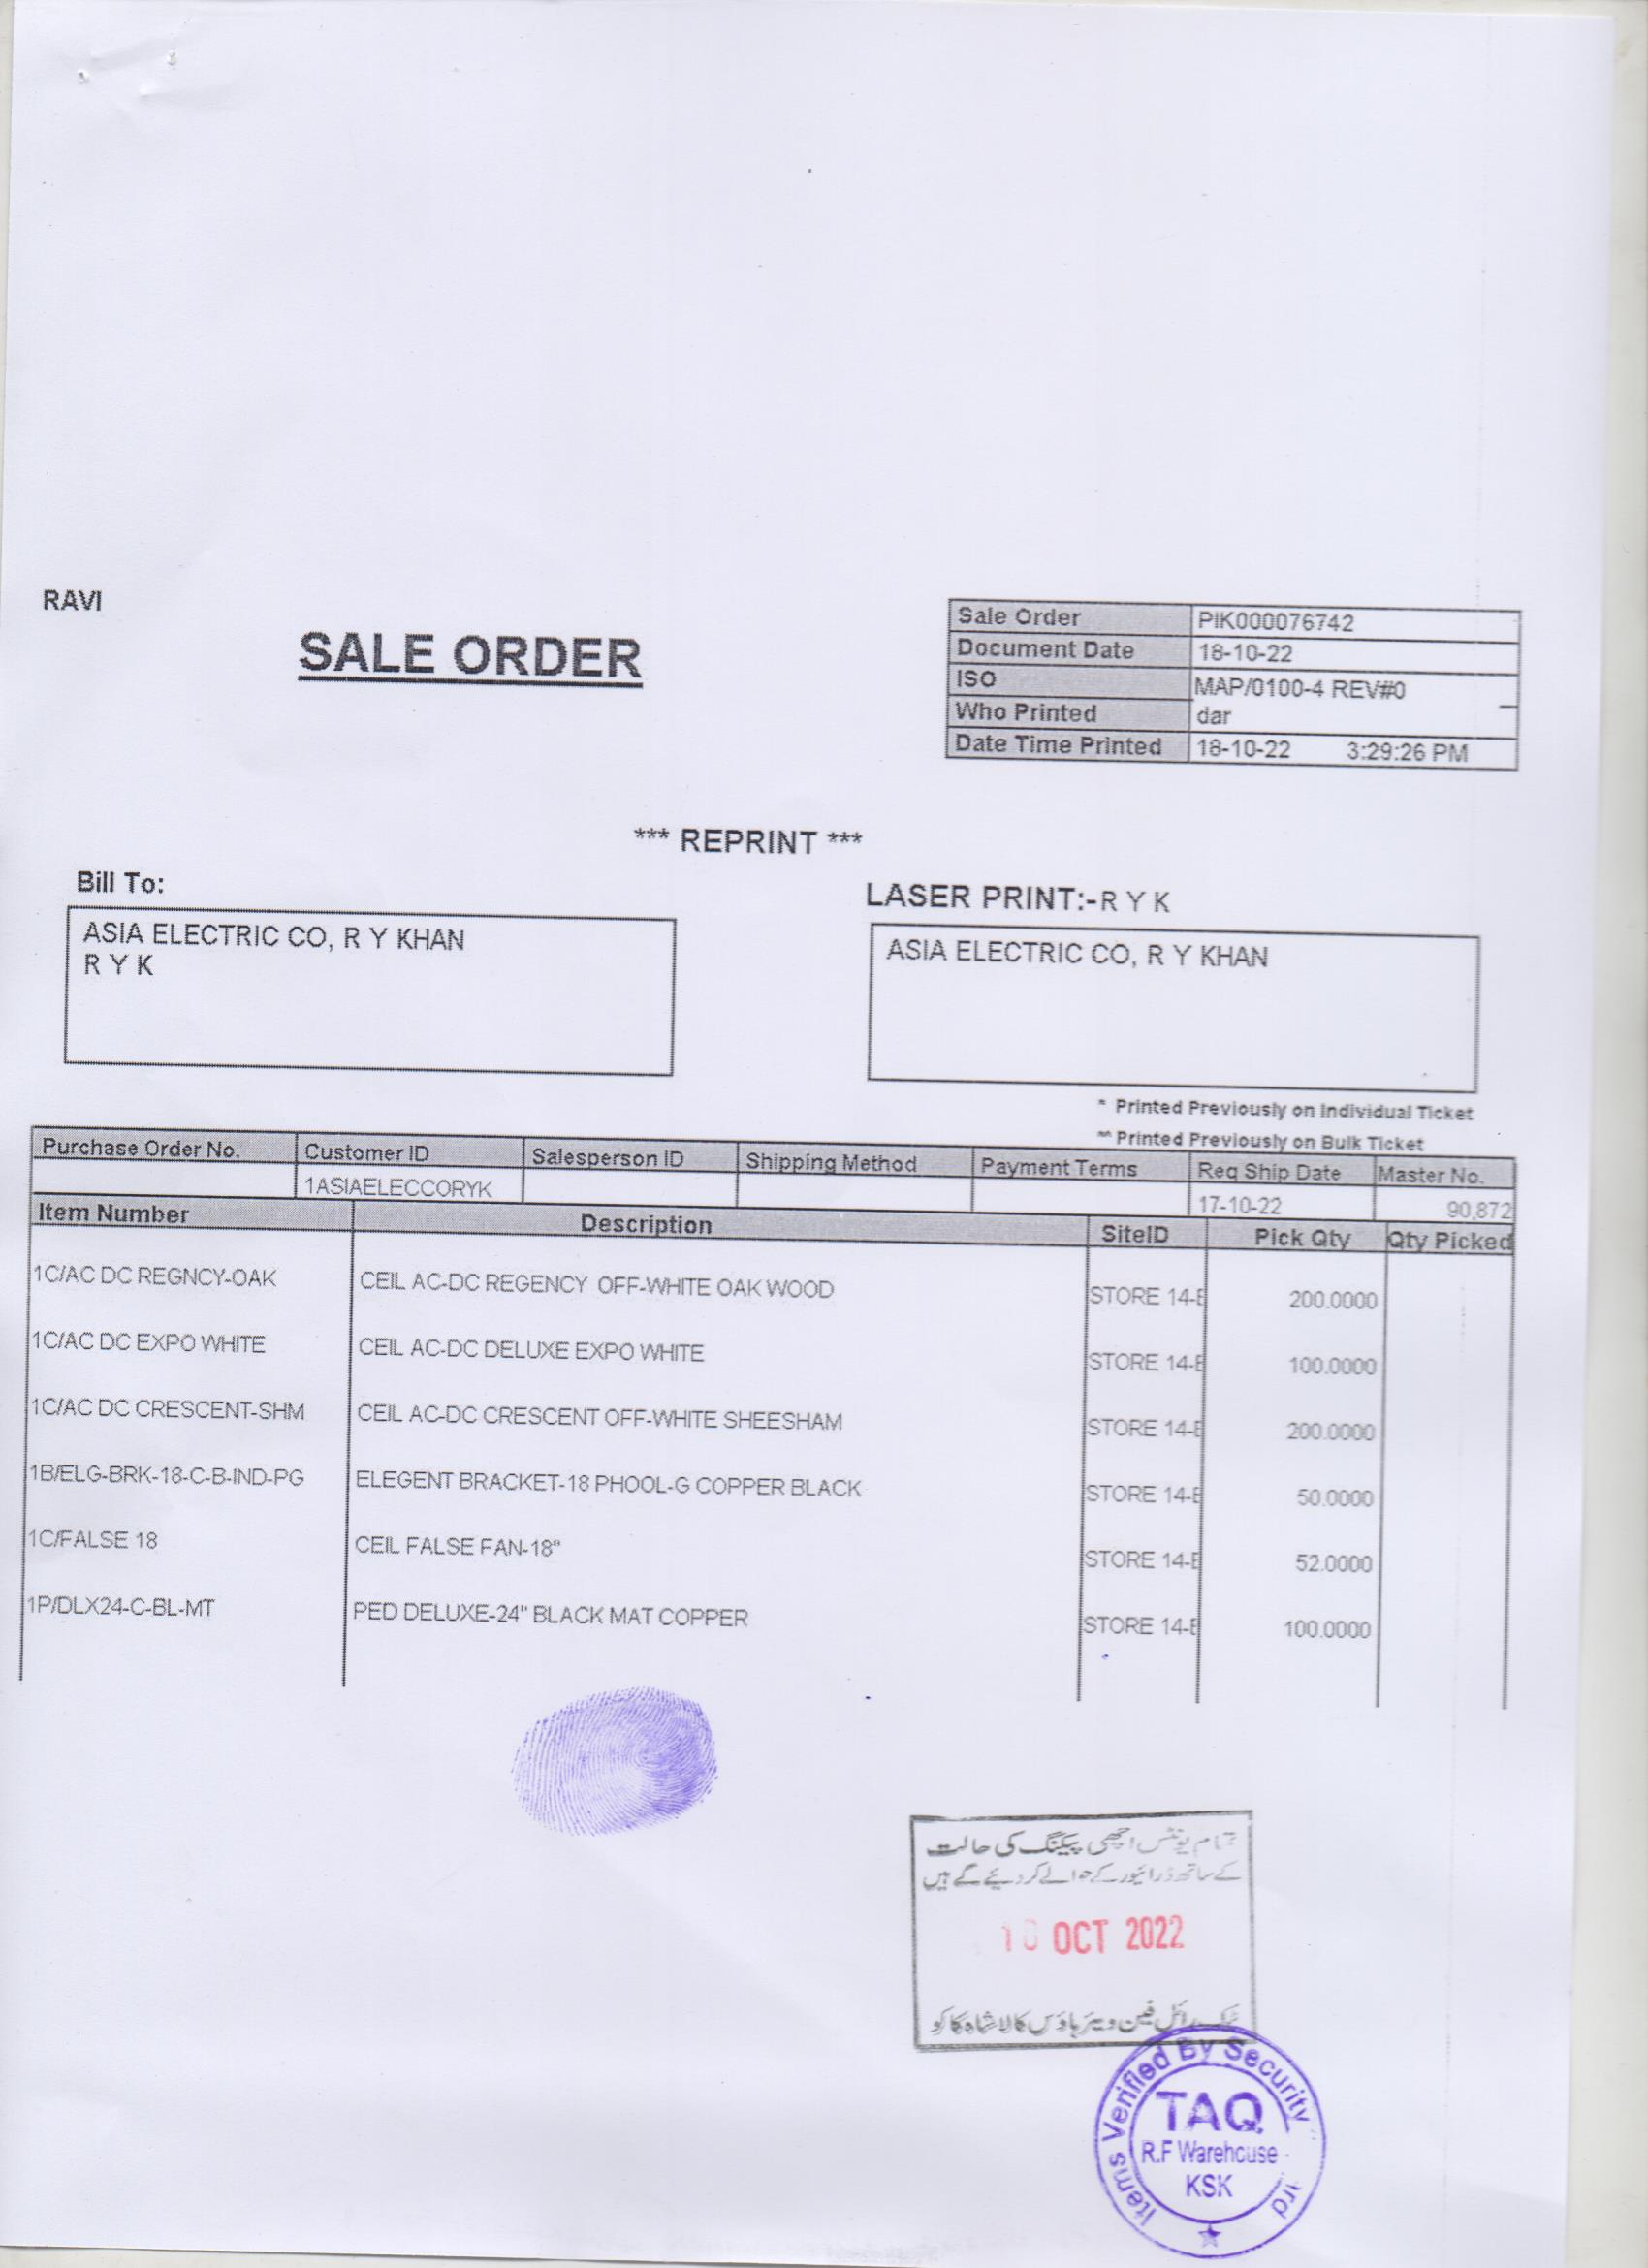 RAVI
SALE ORDER
Sale Order PIK000076742
Document Date 18-10-22
ISO MAP/0100-4 REV#0
Who Printed dar
Date Time Printed 18-10-22 3:29:26 PM
*** REPRINT ***
Bill To:
ASIA ELECTRIC CO, R Y KHAN
R Y K
LASER PRINT:-R Y K
ASIA ELECTRIC CO, R Y KHAN
* Printed Previously on Individual Ticket
** Printed Previously on Bulk Ticket
Purchase Order No. Customer ID Salesperson ID Shipping Method Payment Terms Req Ship Date Master No.
1ASIAELECCORYK 17-10-22 90,872
Item Number Description SiteID Pick Qty Qty Picked
1C/AC DC REGNCY-OAK CEIL AC-DC REGENCY OFF-WHITE OAK WOOD STORE 14-E 200.0000
1C/AC DC EXPO WHITE CEIL AC-DC DELUXE EXPO WHITE STORE 14-E 100.0000
1C/AC DC CRESCENT-SHM CEIL AC-DC CRESCENT OFF-WHITE SHEESHAM STORE 14-E 200.0000
1B/ELG-BRK-18-C-B-IND-PG ELEGENT BRACKET-18 PHOOL-G COPPER BLACK STORE 14-E 50.0000
1C/FALSE 18 CEIL FALSE FAN-18" STORE 14-E 52.0000
1P/DLX24-C-BL-MT PED DELUXE-24" BLACK MAT COPPER STORE 14-E 100.0000
تمام یونٹس اچھی پیکنگ کی حالت
کے ساتھ ڈرائیور کے حوالے کر دیئے گئے ہیں
OCT 2022
رائل فین ویئر ہاؤس کالا شاہ کاکو
Items Verified By Security
TAQ
R.F Warehouse
KSK